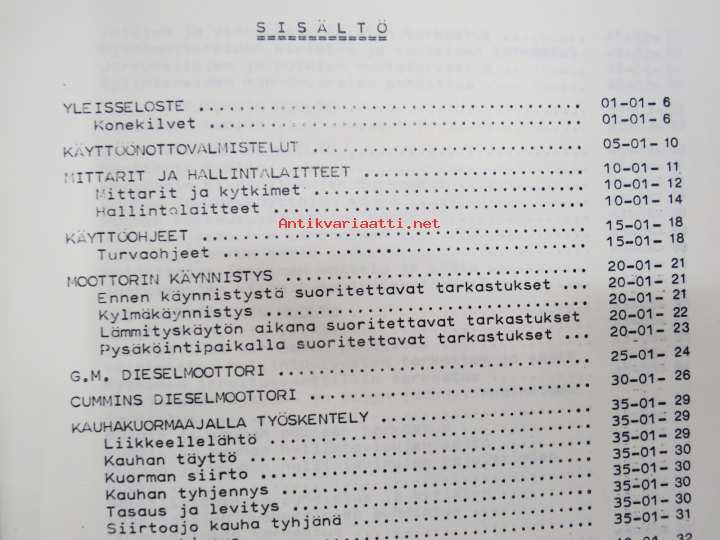 S I S Ä L T Ö
YLEISSELOSTE ........................................ 01-01- 6
Konekilvet ....................................... 01-01- 6
KÄYTTÖÖNOTTOVALMISTELUT ............................. 05-01- 10
MITTARIT JA HALLINTALAITTEET ........................ 10-01- 11
Mittarit ja kytkimet ............................. 10-01- 12
Hallintolaitteet ................................. 10-01- 14
Antikvariaatti.net
KÄYTTÖOHJEET ........................................ 15-01- 18
Turvaohjeet ...................................... 15-01- 18
MOOTTORIN KÄYNNISTYS ................................ 20-01- 21
Ennen käynnistystä suoritettavat tarkastukset ... 20-01- 21
Kylmäkäynnistys .................................. 20-01- 21
Lämmityskäytön aikana suoritettavat tarkastukset 20-01- 22
Pysäköintipaikalla suoritettavat tarkastukset ... 20-01- 23
G.M. DIESELMOOTTORI ................................. 25-01- 24
CUMMINS DIESELMOOTTORI .............................. 30-01- 26
KAUHAKUORMAAJALLA TYÖSKENTELY ....................... 35-01- 29
Liikkeellelähtö .................................. 35-01- 29
Kauhan täyttö .................................... 35-01- 29
Kuorman siirto ................................... 35-01- 30
Kauhan tyhjennys ................................. 35-01- 30
Tasaus ja levitys ................................ 35-01- 30
Siirtoajo kauha tyhjänä .......................... 35-01- 31